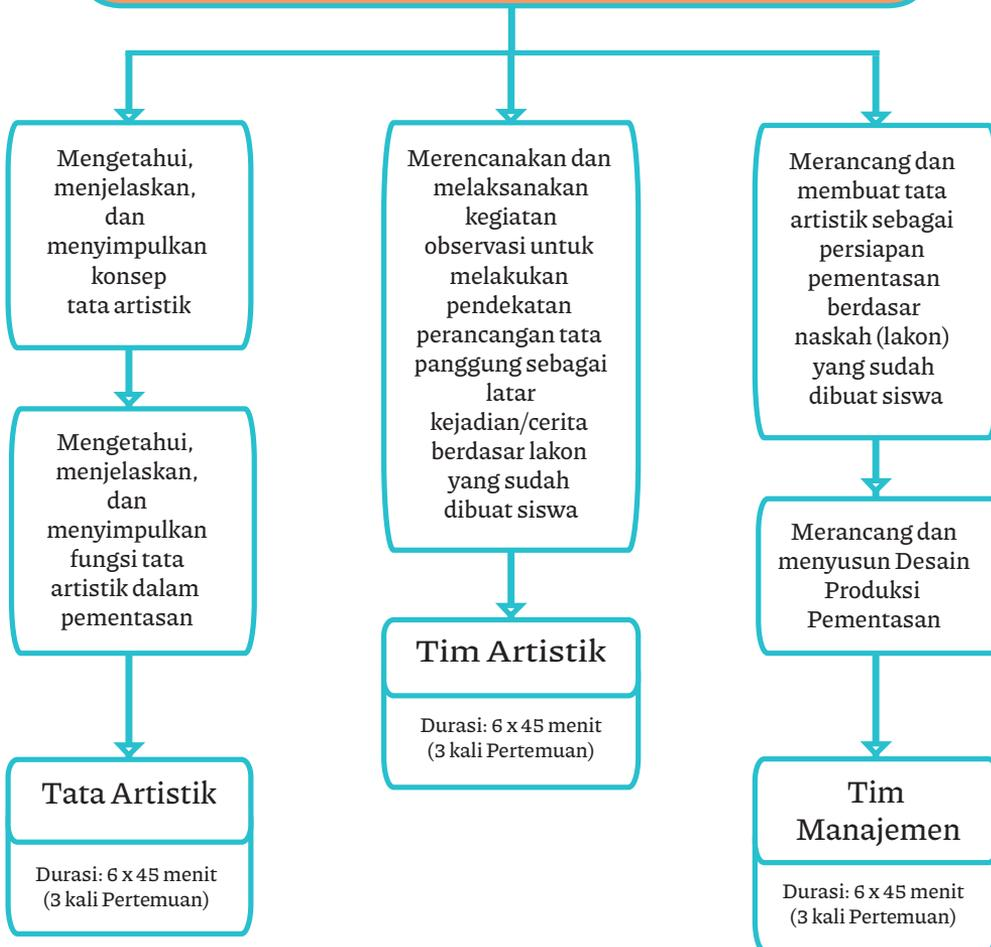 Mengetahui,
menjelaskan,
dan
menyimpulkan
konsep
tata artistik
Mengetahui,
menjelaskan,
dan
menyimpulkan
fungsi tata
artistik dalam
pementasan
Tata Artistik
Durasi: 6 x 45 menit
(3 kali Pertemuan)
Merencanakan dan
melaksanakan
kegiatan
observasi untuk
melakukan
pendekatan
perancangan tata
panggung sebagai
latar
kejadian/cerita
berdasar lakon
yang sudah
dibuat siswa
Tim Artistik
Durasi: 6 x 45 menit
(3 kali Pertemuan)
Merancang dan
membuat tata
artistik sebagai
persiapan
pementasan
berdasar
naskah (lakon)
yang sudah
dibuat siswa
Merancang dan
menyusun Desain
Produksi
Pementasan
Tim
Manajemen
Durasi: 6 x 45 menit
(3 kali Pertemuan)